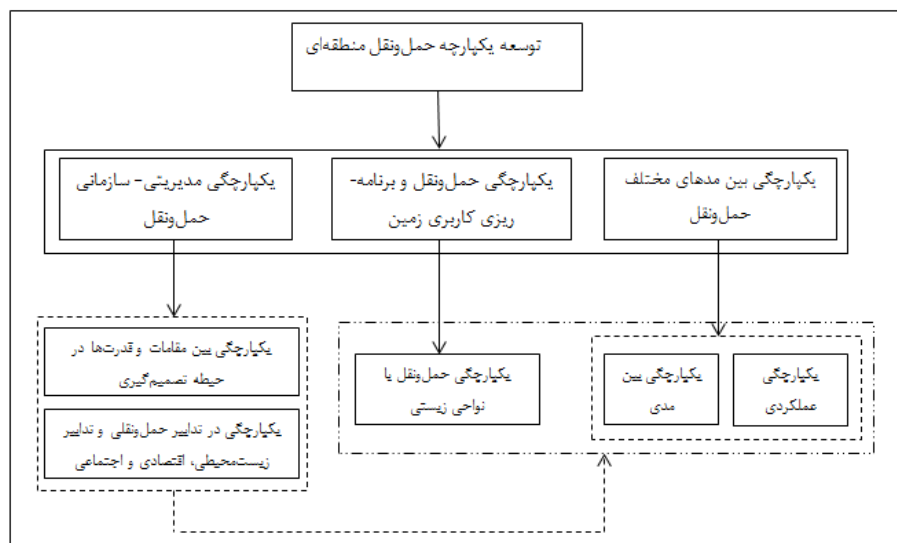 توسعه یکپارچه حمل‌ونقل منطقه‌ای
یکپارچگی بین مدهای مختلف
حمل‌ونقل
یکپارچگی حمل‌ونقل و برنامه-
ریزی کاربری زمین
یکپارچگی مدیریتی- سازمانی
حمل‌ونقل
یکپارچگی
عملکردی
یکپارچگی بین
مدی
یکپارچگی حمل‌ونقل یا
نواحی زیستی
یکپارچگی بین مقامات و قدرت‌ها در
حیطه تصمیم‌گیری
یکپارچگی در تدابیر حمل‌ونقلی و تدابیر
زیست‌محیطی، اقتصادی و اجتماعی